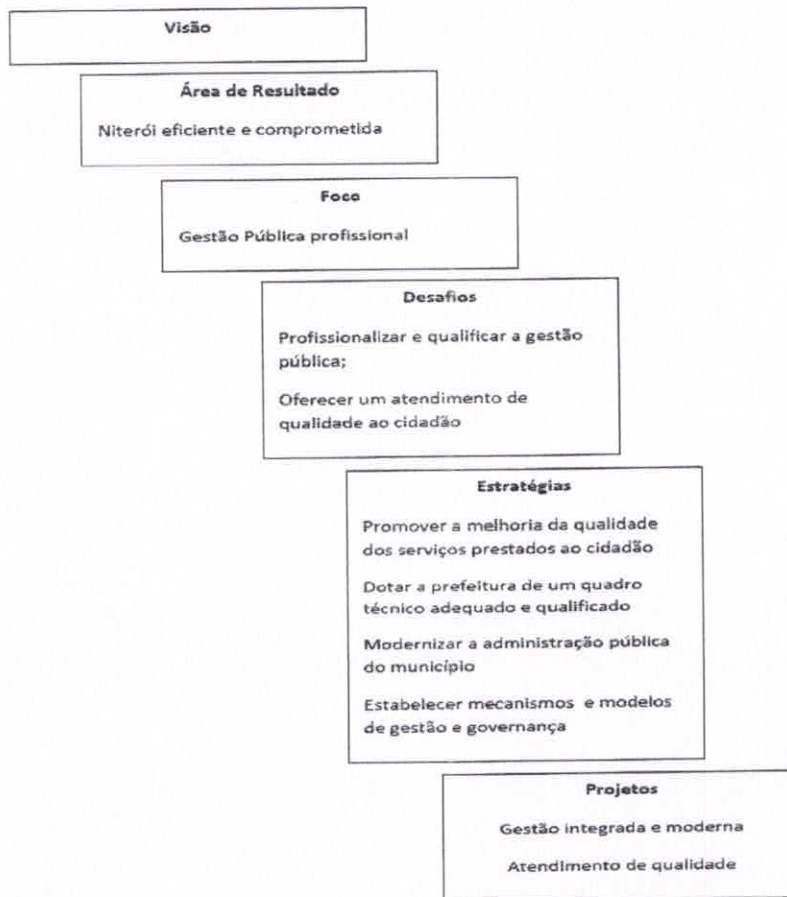 Visão
Área de Resultado
Niterói eficiente e comprometida
Foco
Gestão Pública profissional
Desafios
Profissionalizar e qualificar a gestão
pública;
Oferecer um atendimento de
qualidade ao cidadão
Estratégias
Promover a melhoria da qualidade
dos serviços prestados ao cidadão
Dotar a prefeitura de um quadro
técnico adequado e qualificado
Modernizar a administração pública
do município
Estabelecer mecanismos e modelos
de gestão e governança
Projetos
Gestão integrada e moderna
Atendimento de qualidade